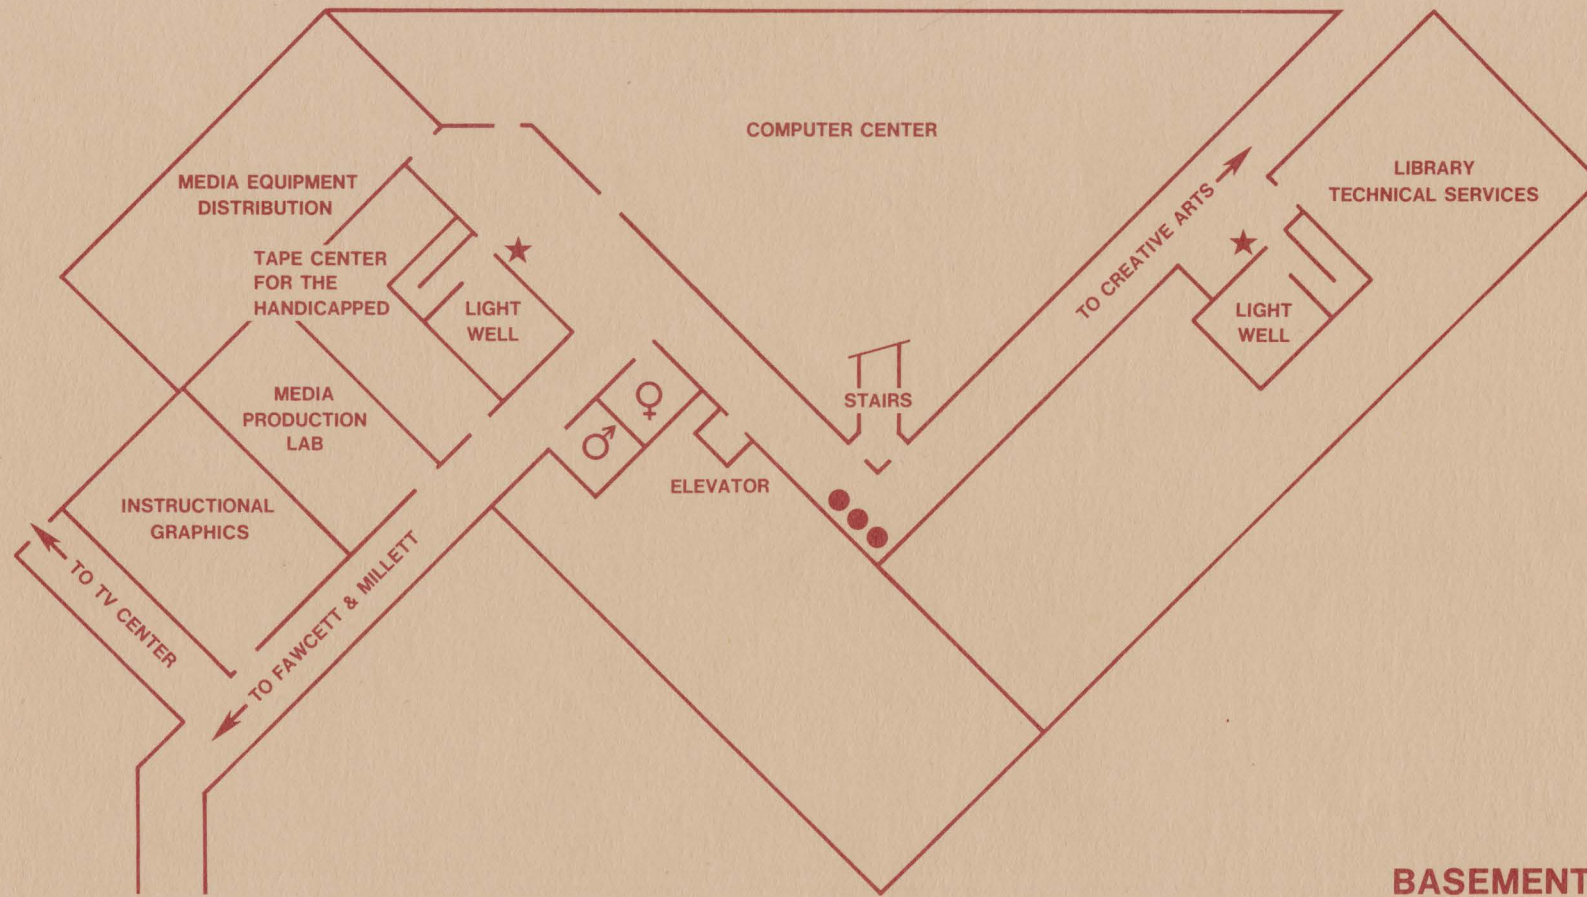 COMPUTER CENTER
MEDIA EQUIPMENT
DISTRIBUTION
TAPE CENTER
FOR THE
HANDICAPPED
LIGHT
WELL
MEDIA
PRODUCTION
LAB
INSTRUCTIONAL
GRAPHICS
TO TV CENTER
TO FAWCETT & MILLETT
ELEVATOR
STAIRS
TO CREATIVE ARTS
LIBRARY
TECHNICAL SERVICES
LIGHT
WELL
BASEMENT